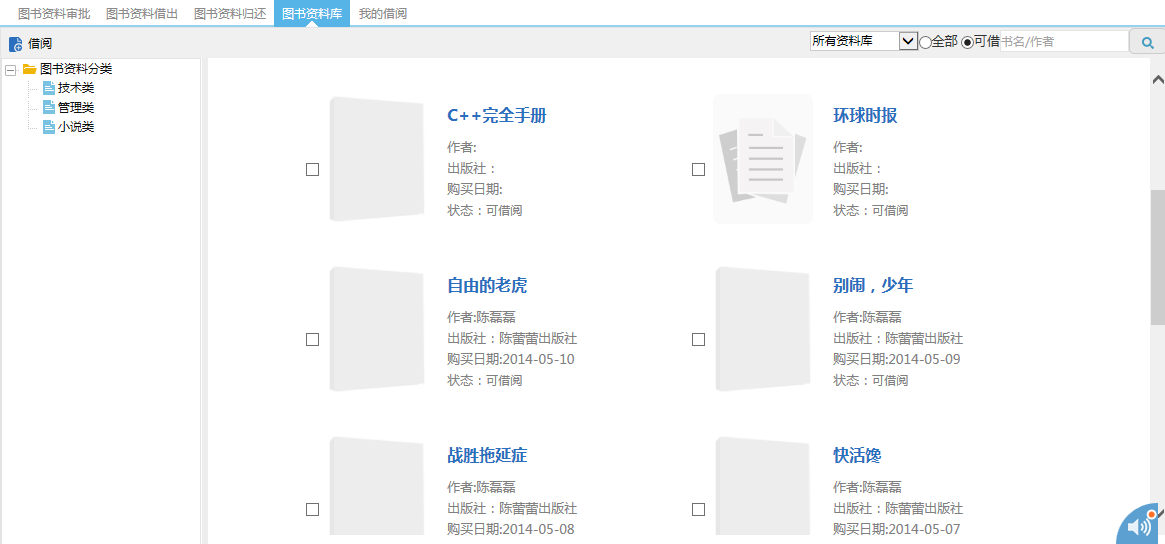 图书资料审批 图书资料借出 图书资料归还 图书资料库 我的借阅
借阅 所有资料库 全部 可借 书名/作者
图书资料分类
技术类
管理类
小说类
C++完全手册
作者:
出版社：
购买日期:
状态：可借阅
环球时报
作者:
出版社：
购买日期:
状态：可借阅
自由的老虎
作者:陈磊磊
出版社：陈蕾蕾出版社
购买日期:2014-05-10
状态：可借阅
别闹，少年
作者:陈磊磊
出版社：陈蕾蕾出版社
购买日期:2014-05-09
状态：可借阅
战胜拖延症
作者:陈磊磊
出版社：陈蕾蕾出版社
购买日期:2014-05-08
快活馋
作者:陈磊磊
出版社：陈蕾蕾出版社
购买日期:2014-05-07